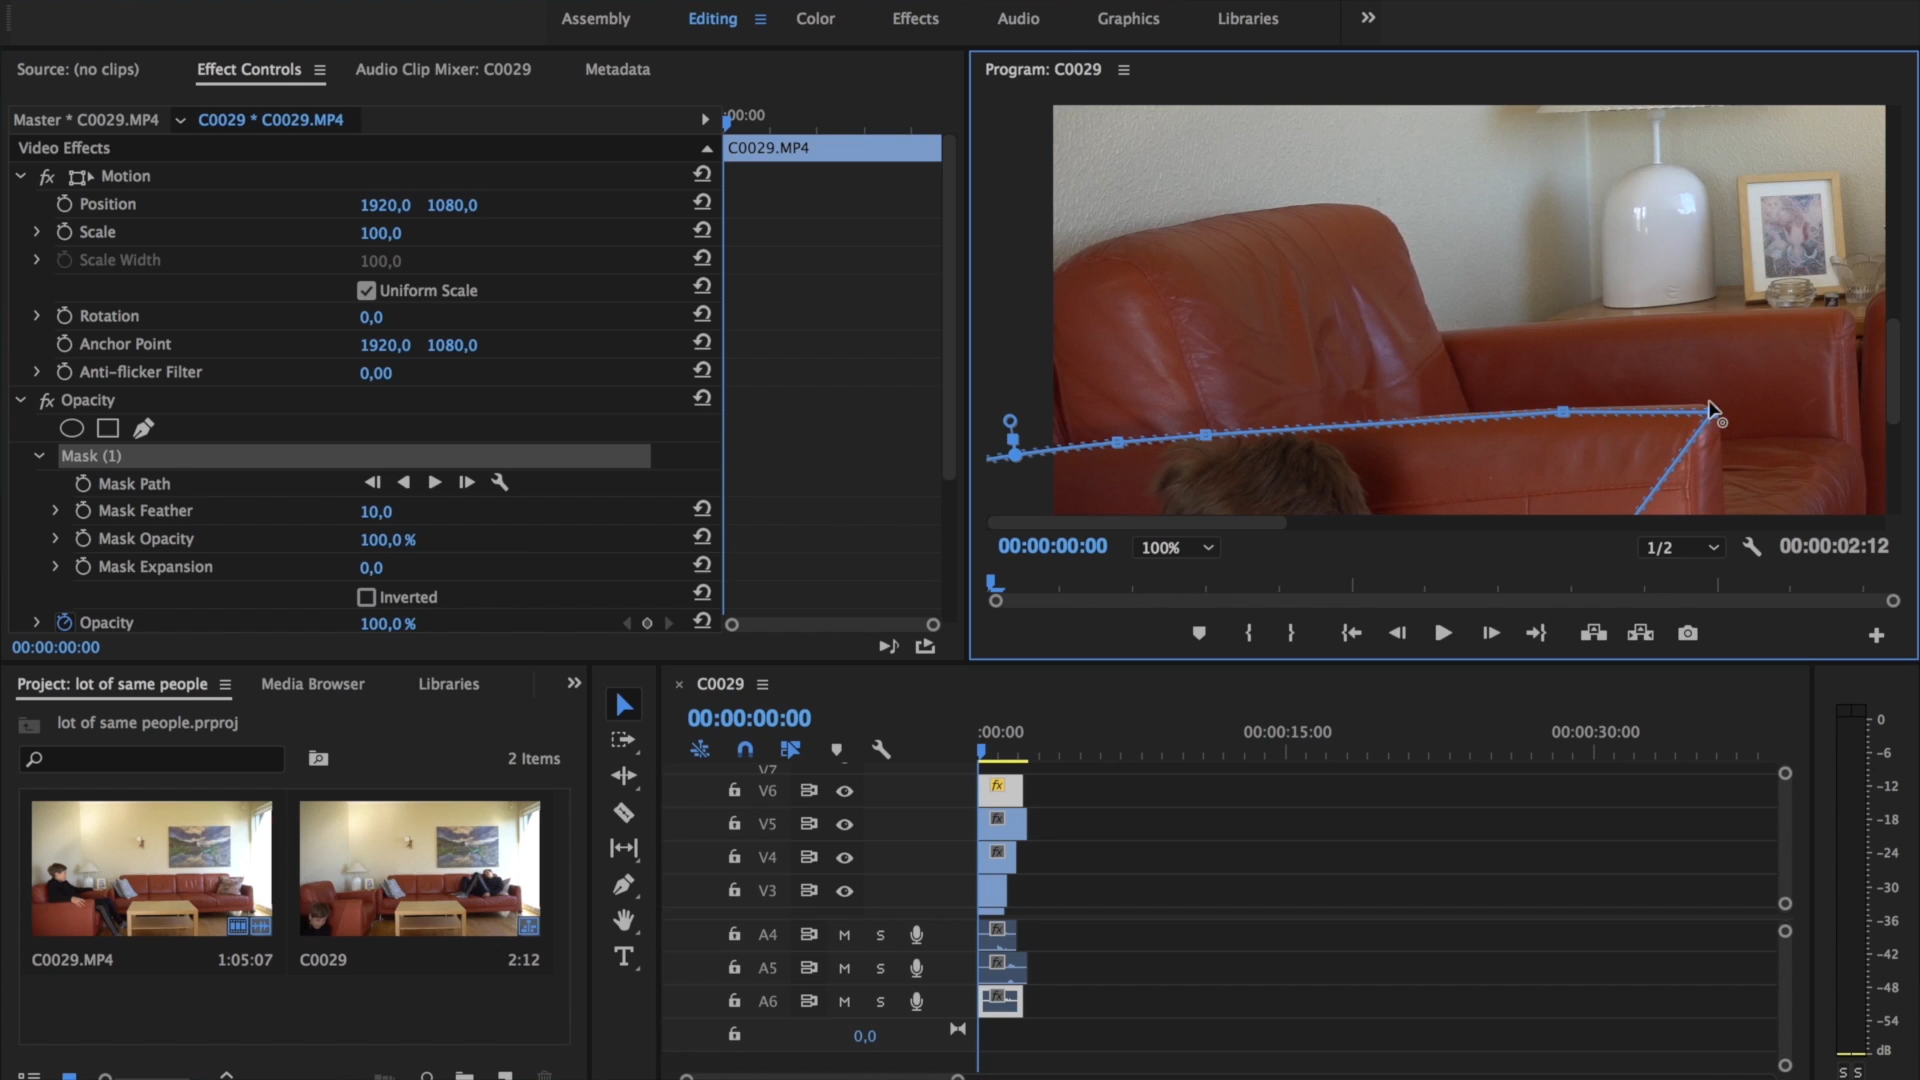 Assembly
Editing
Color
Effects
Audio
Graphics
Libraries
Source: (no clips)
Effect Controls
Audio Clip Mixer: C0029
Metadata
Program: C0029
Master * C0029.MP4
C0029 * C0029.MP4
:00:00
Video Effects
C0029.MP4
fx Motion
Position 1920,0 1080,0
Scale 100,0
Scale Width 100,0
Uniform Scale
Rotation 0,0
Anchor Point 1920,0 1080,0
Anti-flicker Filter 0,00
fx Opacity
Mask (1)
Mask Path
Mask Feather 10,0
Mask Opacity 100,0 %
Mask Expansion 0,0
Inverted
Opacity 100,0 %
00:00:00:00
00:00:00:00
100%
1/2
00:00:02:12
Project: lot of same people
Media Browser
Libraries
lot of same people.prproj
2 Items
C0029.MP4 1:05:07
C0029 2:12
T
× C0029
00:00:00:00
:00:00
00:00:15:00
00:00:30:00
V7
V6 fx
V5 fx
V4 fx
V3
A4 M S fx
A5 M S fx
A6 M S fx
0,0
0
-6
-12
-18
-24
-30
-36
-42
-48
-54
dB
S S